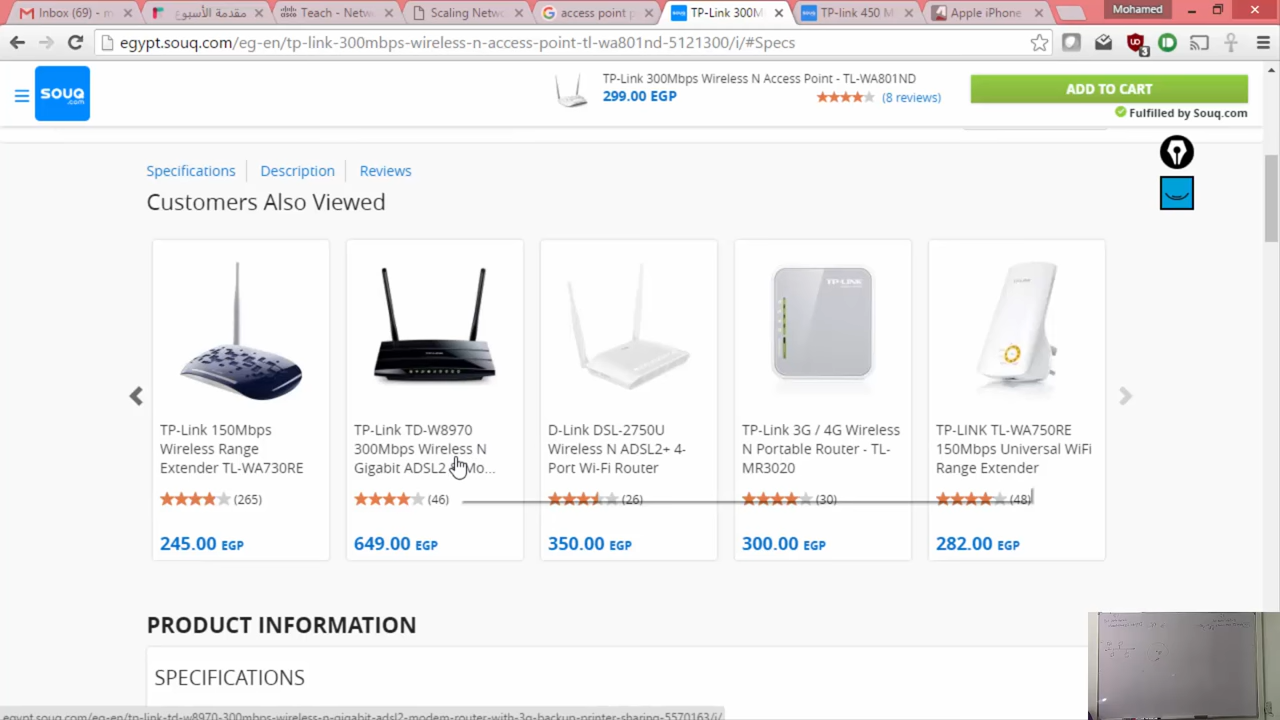 Inbox (69) - m
مقدمة الأسبوع
Teach - Netw
Scaling Netwo
access point p
TP-Link 300M
TP-link 450 M
Apple iPhone
Mohamed
egypt.souq.com/eg-en/tp-link-300mbps-wireless-n-access-point-tl-wa801nd-5121300/i/#Specs
3
souq
.com
TP-Link 300Mbps Wireless N Access Point - TL-WA801ND
299.00 EGP
(8 reviews)
ADD TO CART
Fulfilled by Souq.com
Specifications
Description
Reviews
Customers Also Viewed
TP-Link 150Mbps
Wireless Range
Extender TL-WA730RE
(265)
245.00 EGP
TP-Link TD-W8970
300Mbps Wireless N
Gigabit ADSL2 Mo...
(46)
649.00 EGP
D-Link DSL-2750U
Wireless N ADSL2+ 4-
Port Wi-Fi Router
(26)
350.00 EGP
TP-LINK
TP-Link 3G / 4G Wireless
N Portable Router - TL-
MR3020
(30)
300.00 EGP
TP-LINK TL-WA750RE
150Mbps Universal WiFi
Range Extender
(48)
282.00 EGP
PRODUCT INFORMATION
SPECIFICATIONS
egypt.souq.com/eg-en/tp-link-td-w8970-300mbps-wireless-n-gigabit-adsl2-modem-router-with-3g-backup-printer-sharing-5570163/i/